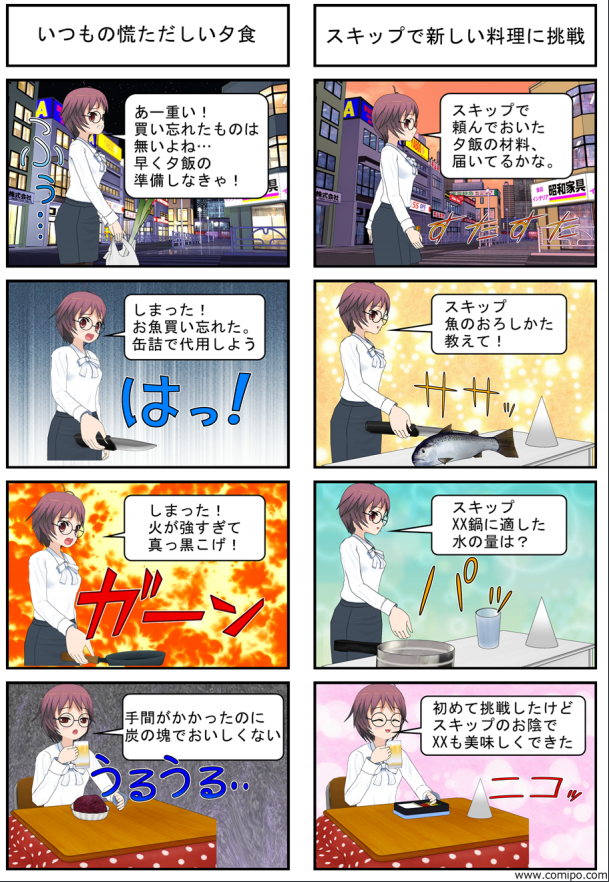 いつもの慌ただしい夕食
あー重い！
買い忘れたものは
無いよね…
早く夕飯の
準備しなきゃ！
ふぅ…
しまった！
お魚買い忘れた。
缶詰で代用しよう
はっ！
しまった！
火が強すぎて
真っ黒こげ！
ガーン
手間がかかったのに
炭の塊でおいしくない
うるうる‥
スキップで新しい料理に挑戦
スキップで
頼んでおいた
夕飯の材料、
届いてるかな。
昭和家具
すたすた
スキップ
魚のおろしかた
教えて！
ササッ
スキップ
XX鍋に適した
水の量は？
パパッ
初めて挑戦したけど
スキップのお陰で
XXも美味しくできた
ニコッ
www.comipo.com